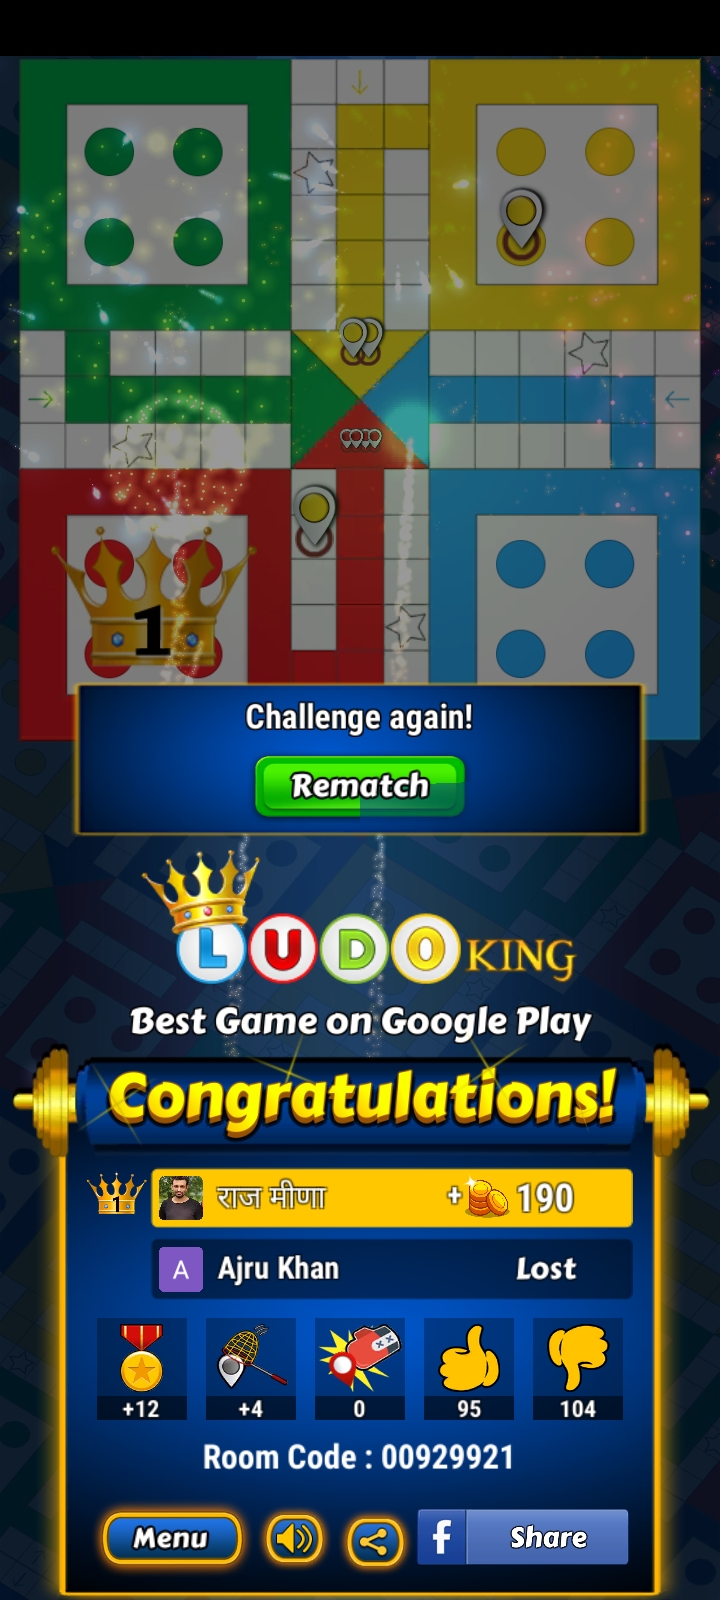 1
Challenge again!
Rematch
LUDO KING
Best Game on Google Play
Congratulations!
1 राज मीणा + 190
A Ajru Khan Lost
+12 +4 0 95 104
Room Code : 00929921
Menu f Share